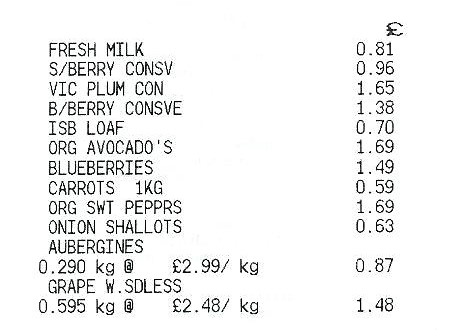 £
FRESH MILK 0.81
S/BERRY CONSV 0.96
VIC PLUM CON 1.65
B/BERRY CONSVE 1.38
ISB LOAF 0.70
ORG AVOCADO'S 1.69
BLUEBERRIES 1.49
CARROTS 1KG 0.59
ORG SWT PEPPRS 1.69
ONION SHALLOTS 0.63
AUBERGINES
0.290 kg @ £2.99/ kg 0.87
GRAPE W.SDLESS
0.595 kg @ £2.48/ kg 1.48